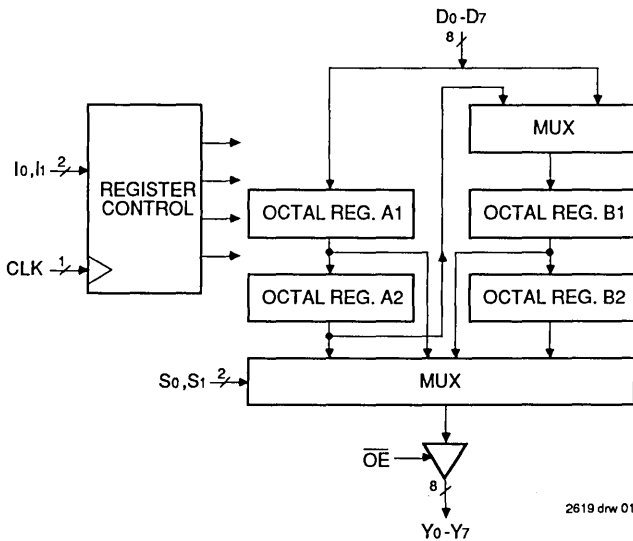 D0-D7
8
MUX
I0,I1 2
REGISTER
CONTROL
OCTAL REG. A1
OCTAL REG. B1
CLK 1
OCTAL REG. A2
OCTAL REG. B2
S0,S1 2
MUX
OE
8
2619 drw 01
Y0-Y7